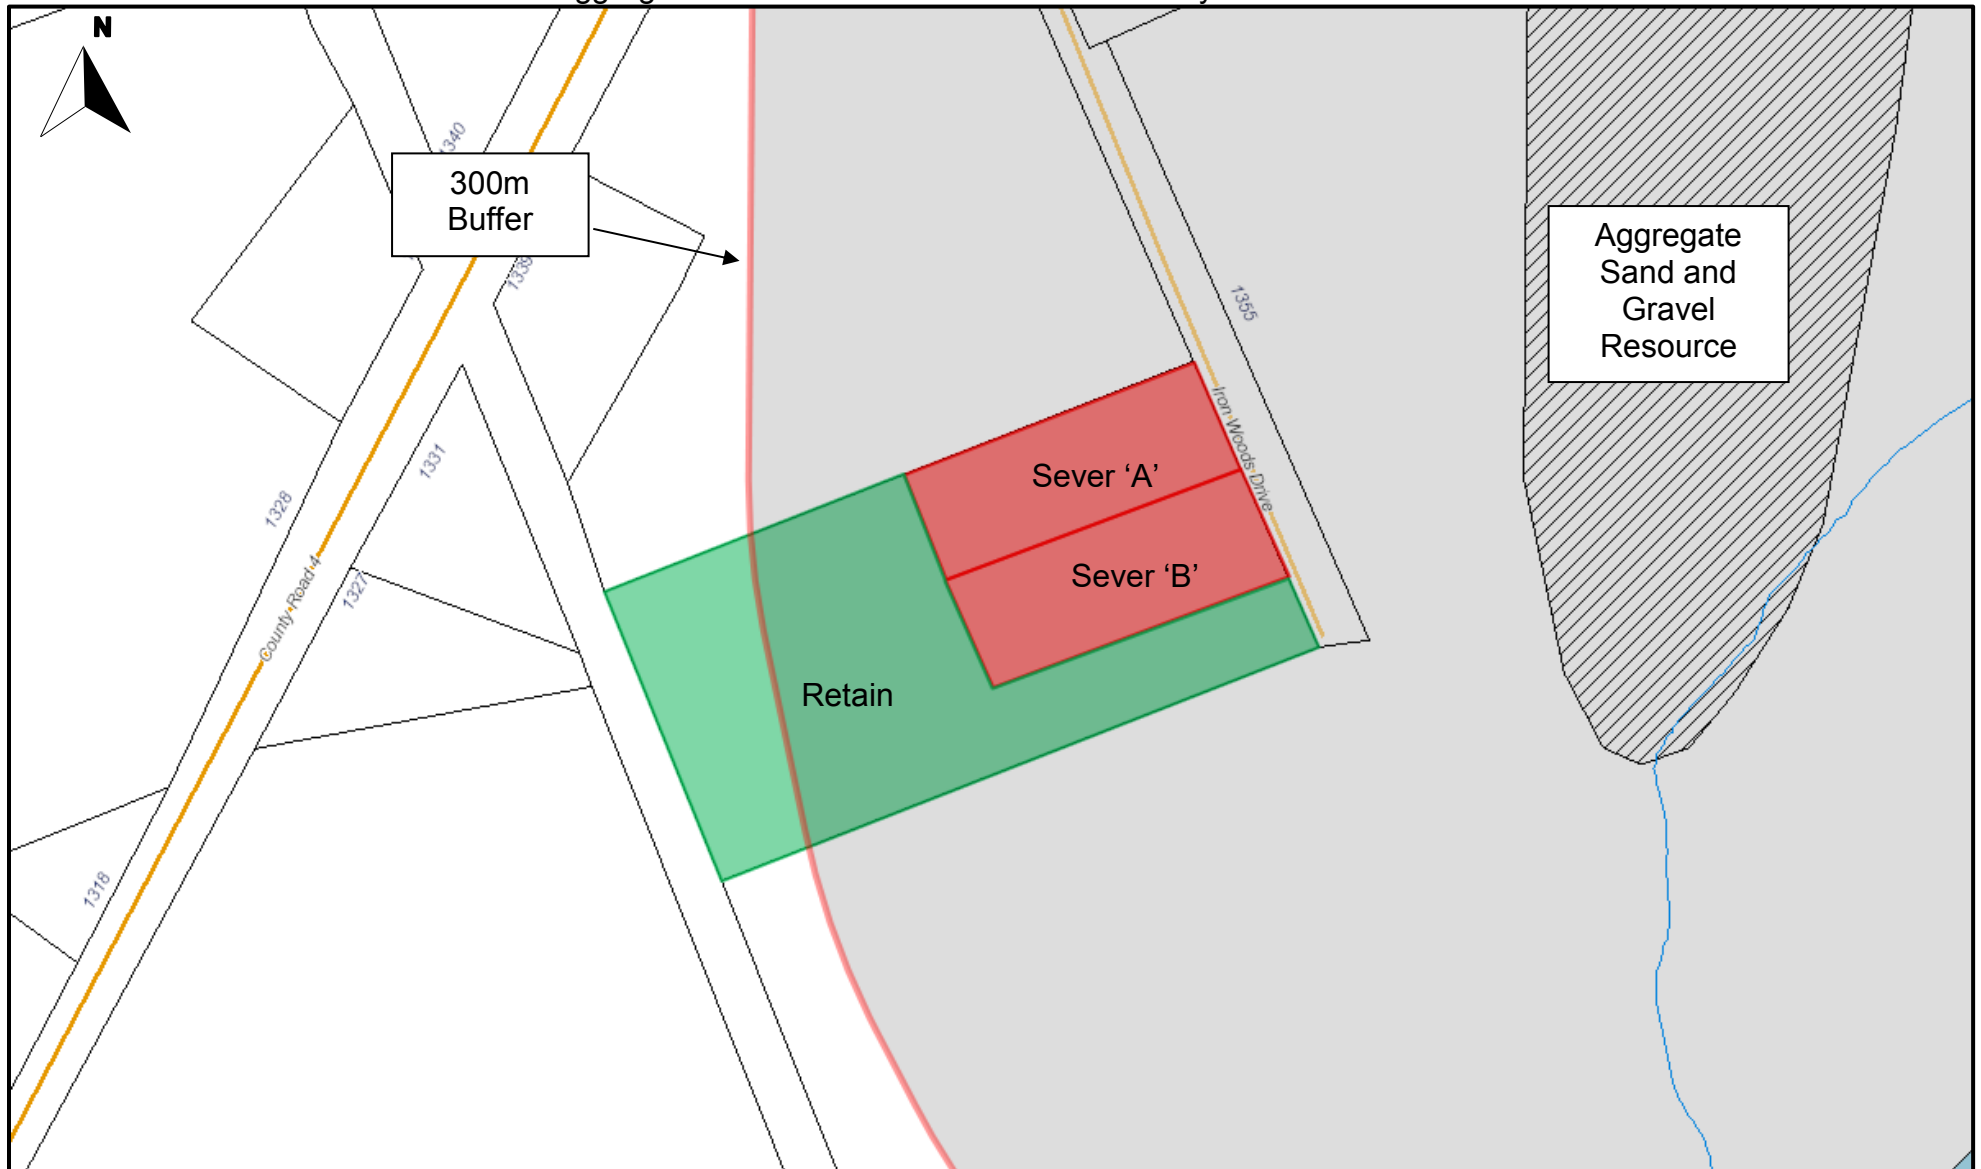 N
1340
300m
Buffer
1339
1355
Aggregate
Sand and
Gravel
Resource
Iron Woods Drive
1331
Sever ‘A’
1328
Sever ‘B’
County Road 4
1327
Retain
1318